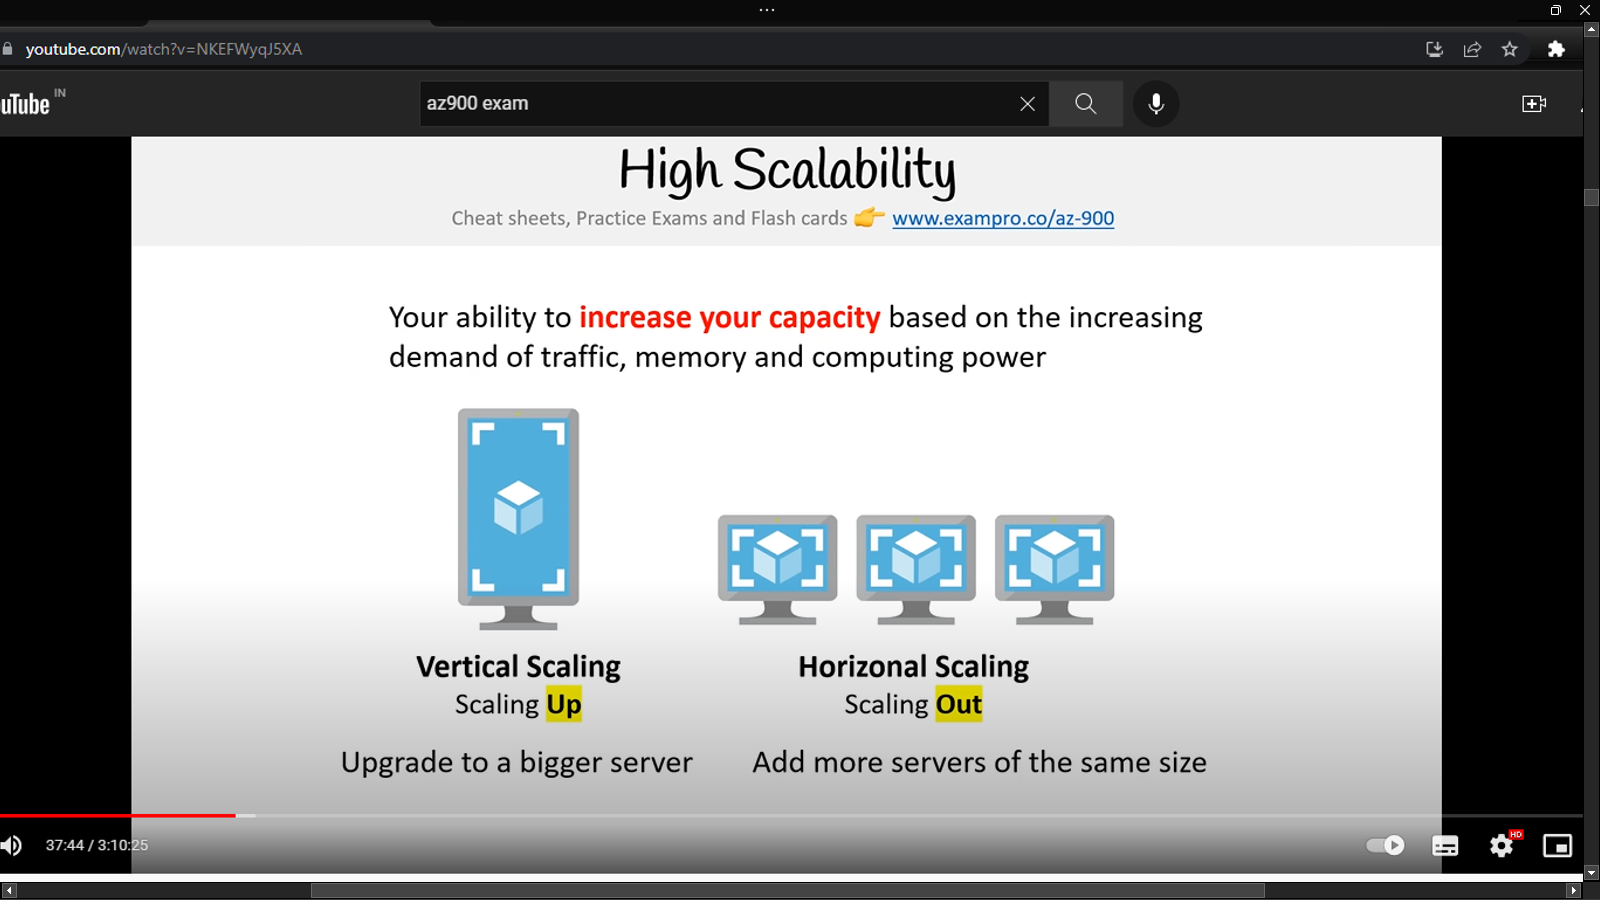 youtube.com/watch?v=NKEFWyqJ5XA
uTube IN
az900 exam
High Scalability
Cheat sheets, Practice Exams and Flash cards 👉 www.exampro.co/az-900
Your ability to increase your capacity based on the increasing
demand of traffic, memory and computing power
Vertical Scaling
Scaling Up
Upgrade to a bigger server
Horizonal Scaling
Scaling Out
Add more servers of the same size
37:44 / 3:10:25
HD